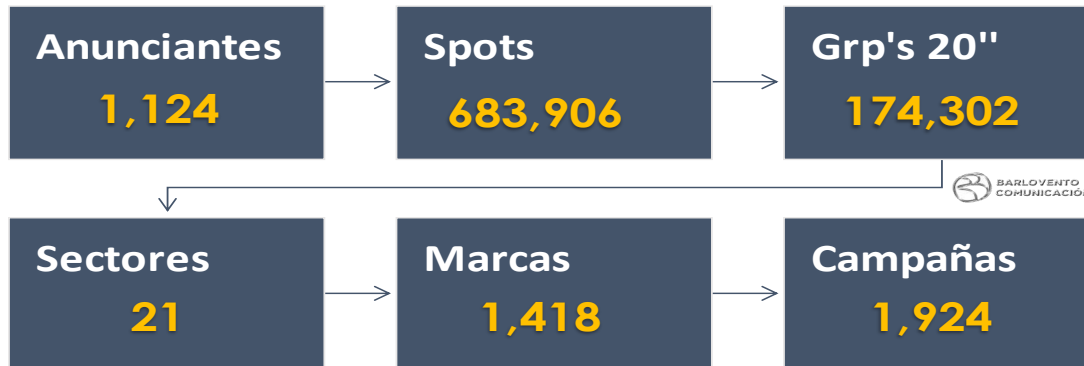 Anunciantes
1,124
Spots
683,906
Grp's 20''
174,302
BARLOVENTO
COMUNICACIÓN
Sectores
21
Marcas
1,418
Campañas
1,924